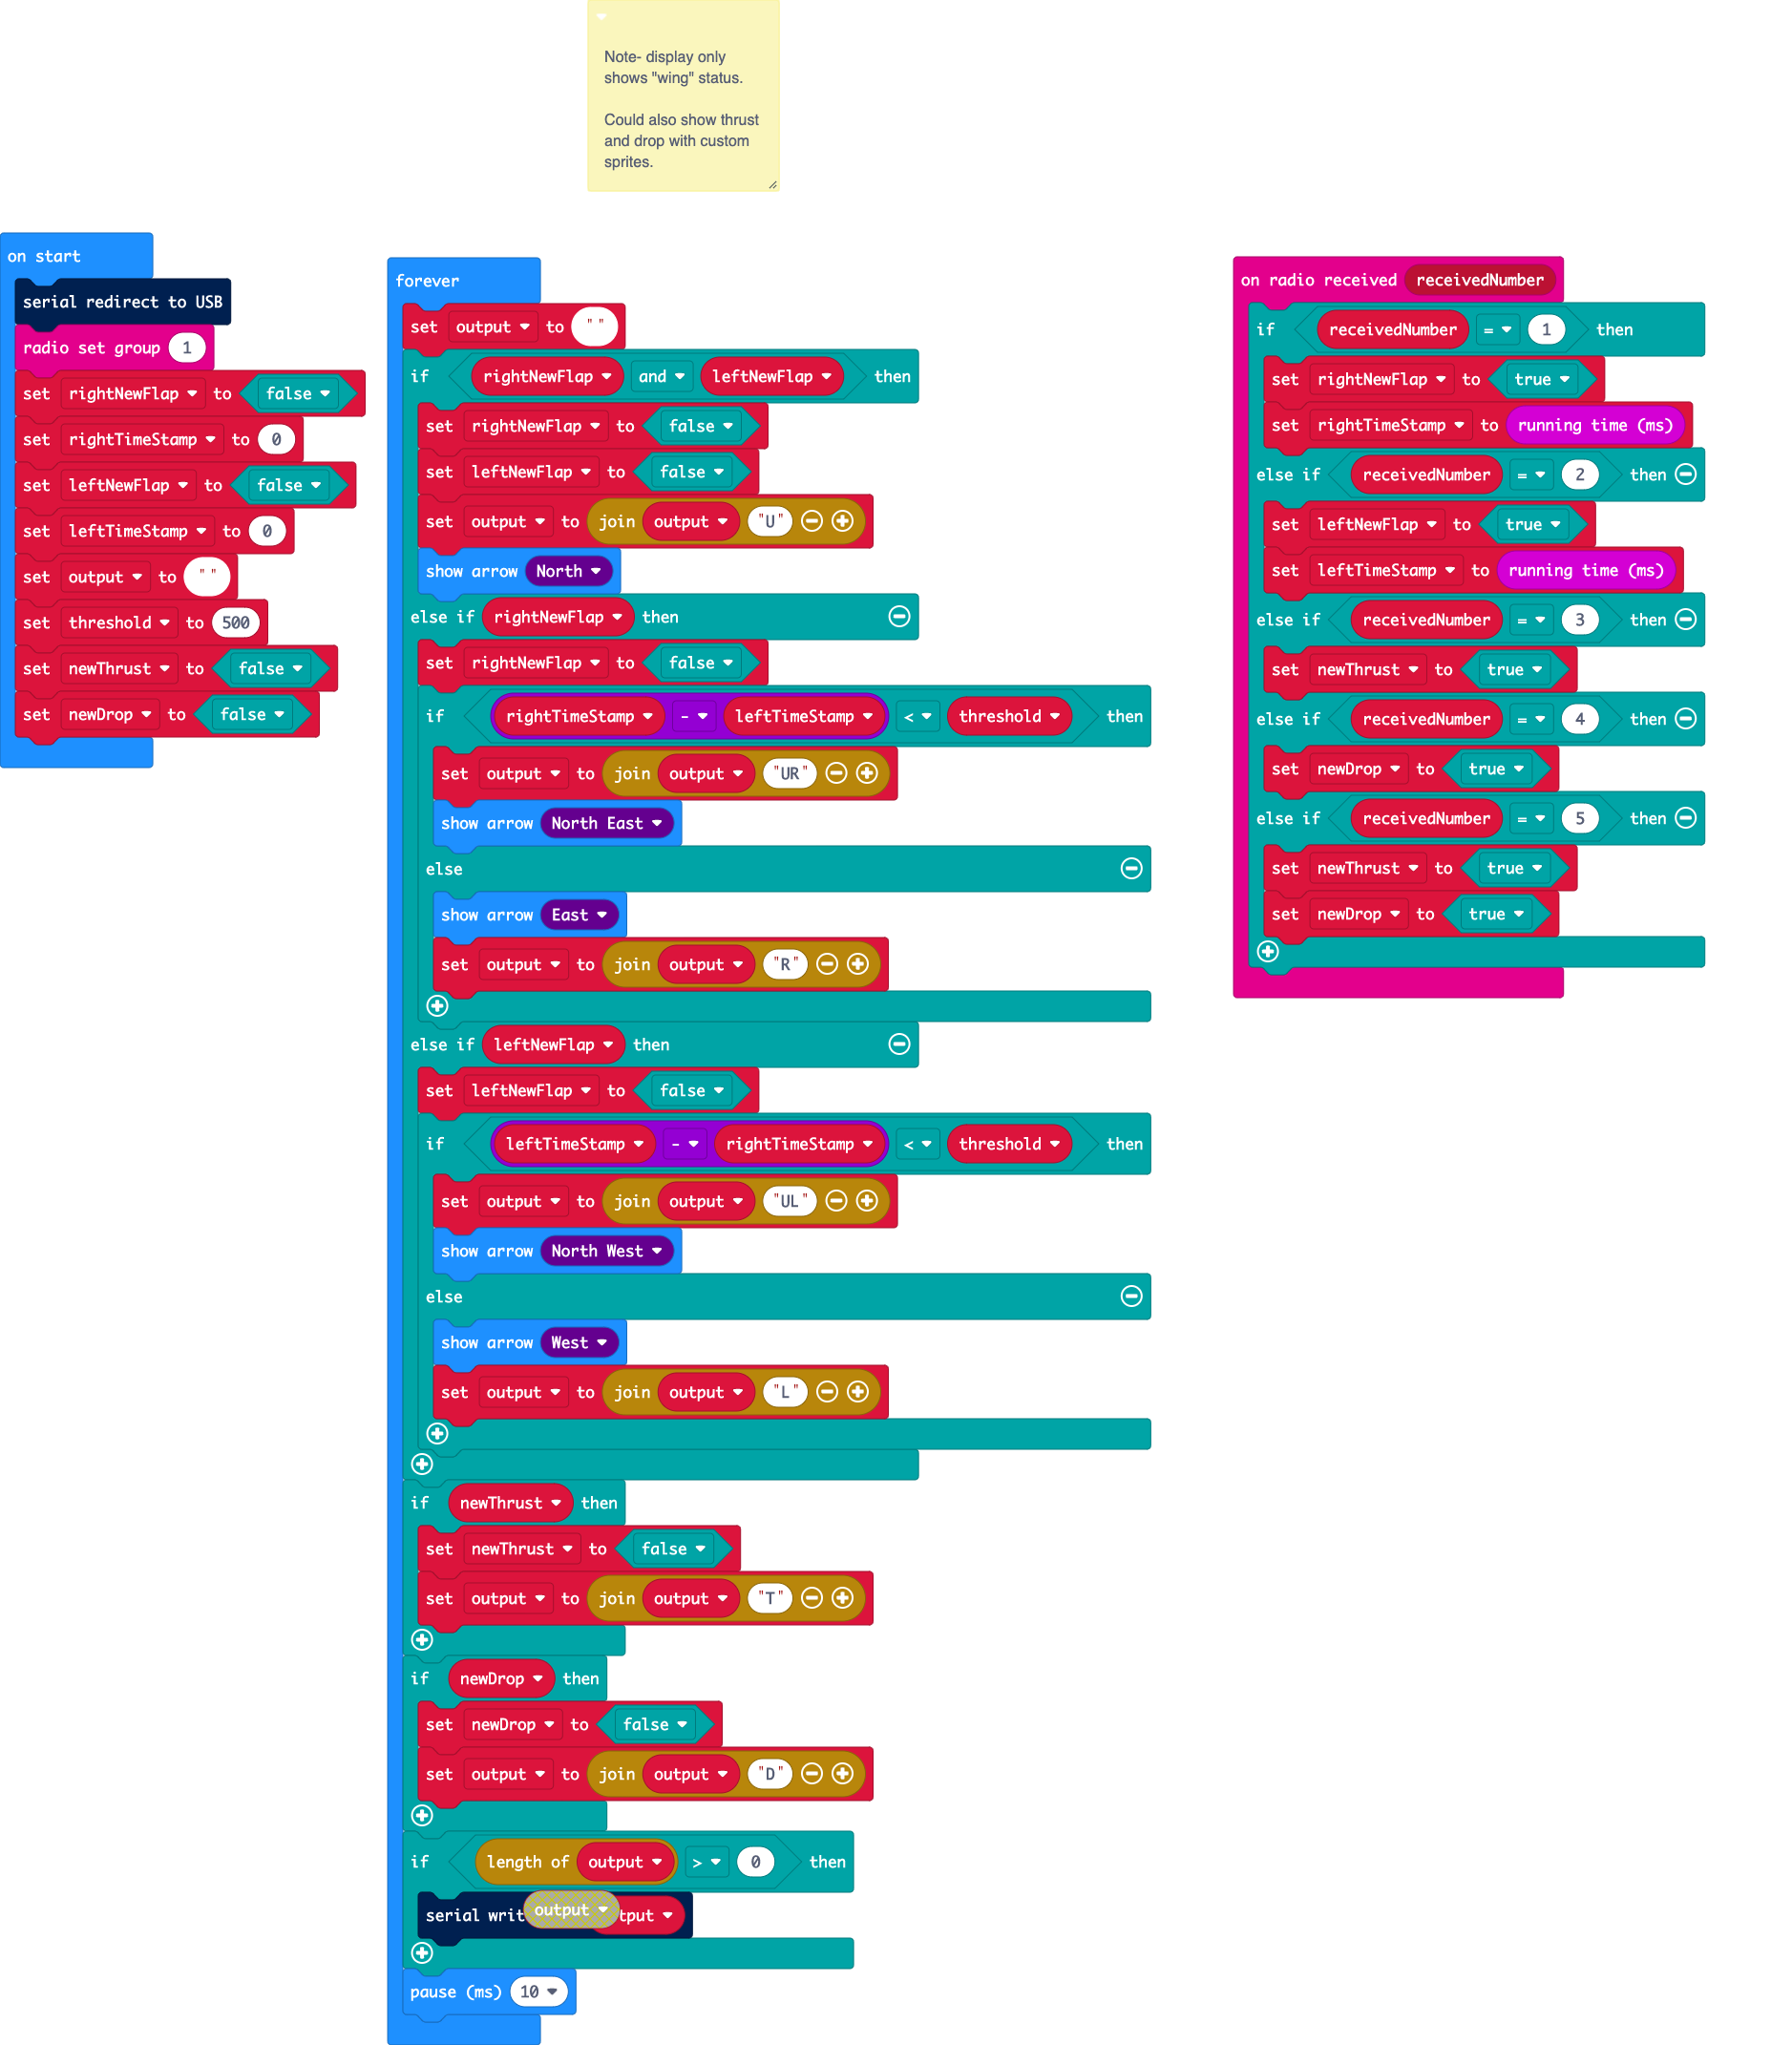 Note- display only
shows "wing" status.
Could also show thrust
and drop with custom
sprites.
on start
serial redirect to USB
radio set group 1
set rightNewFlap to false
set rightTimeStamp to 0
set leftNewFlap to false
set leftTimeStamp to 0
set output to " "
set threshold to 500
set newThrust to false
set newDrop to false
forever
set output to " "
if rightNewFlap and leftNewFlap then
set rightNewFlap to false
set leftNewFlap to false
set output to join output "U"
show arrow North
else if rightNewFlap then
set rightNewFlap to false
if rightTimeStamp - leftTimeStamp < threshold then
set output to join output "UR"
show arrow North East
else
show arrow East
set output to join output "R"
else if leftNewFlap then
set leftNewFlap to false
if leftTimeStamp - rightTimeStamp < threshold then
set output to join output "UL"
show arrow North West
else
show arrow West
set output to join output "L"
if newThrust then
set newThrust to false
set output to join output "T"
if newDrop then
set newDrop to false
set output to join output "D"
if length of output > 0 then
serial output
pause (ms) 10
on radio received receivedNumber
if receivedNumber = 1 then
set rightNewFlap to true
set rightTimeStamp to running time (ms)
else if receivedNumber = 2 then
set leftNewFlap to true
set leftTimeStamp to running time (ms)
else if receivedNumber = 3 then
set newThrust to true
else if receivedNumber = 4 then
set newDrop to true
else if receivedNumber = 5 then
set newThrust to true
set newDrop to true